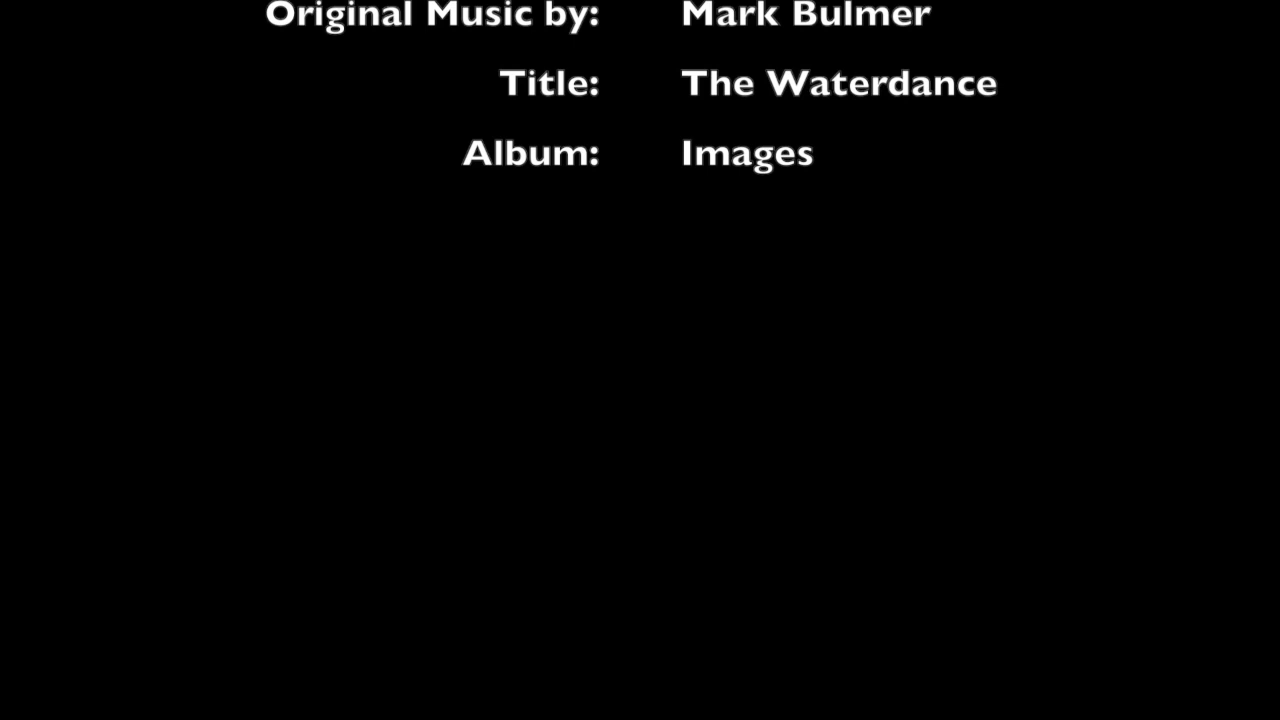 Original Music by: Mark Bulmer
Title: The Waterdance
Album: Images